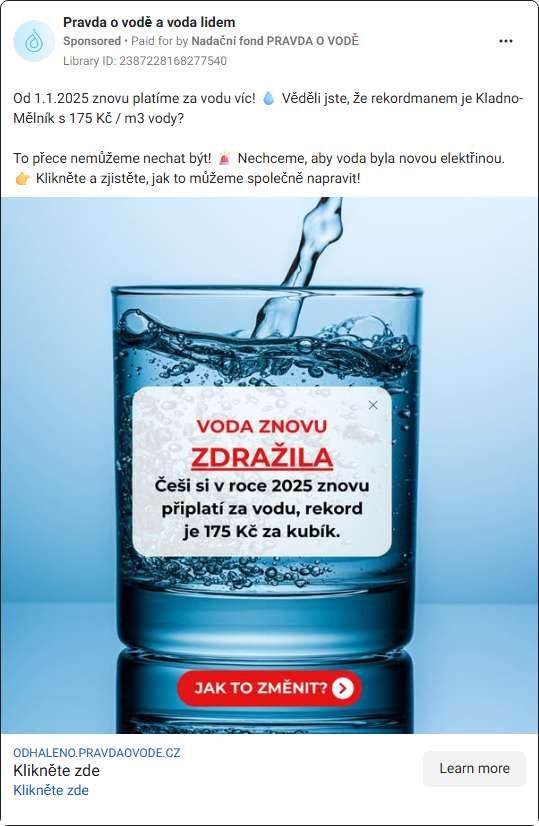 Pravda o vodě a voda lidem
Sponsored • Paid for by Nadační fond PRAVDA O VODĚ
Library ID: 2387228168277540
Od 1.1.2025 znovu platíme za vodu víc! 💧 Věděli jste, že rekordmanem je Kladno-
Mělník s 175 Kč / m3 vody?
To přece nemůžeme nechat být! 🚨 Nechceme, aby voda byla novou elektřinou.
👉 Klikněte a zjistěte, jak to můžeme společně napravit!
VODA ZNOVU
ZDRAŽILA
Češi si v roce 2025 znovu
připlatí za vodu, rekord
je 175 Kč za kubík.
JAK TO ZMĚNIT?
ODHALENO.PRAVDAOVODE.CZ
Klikněte zde
Klikněte zde
Learn more